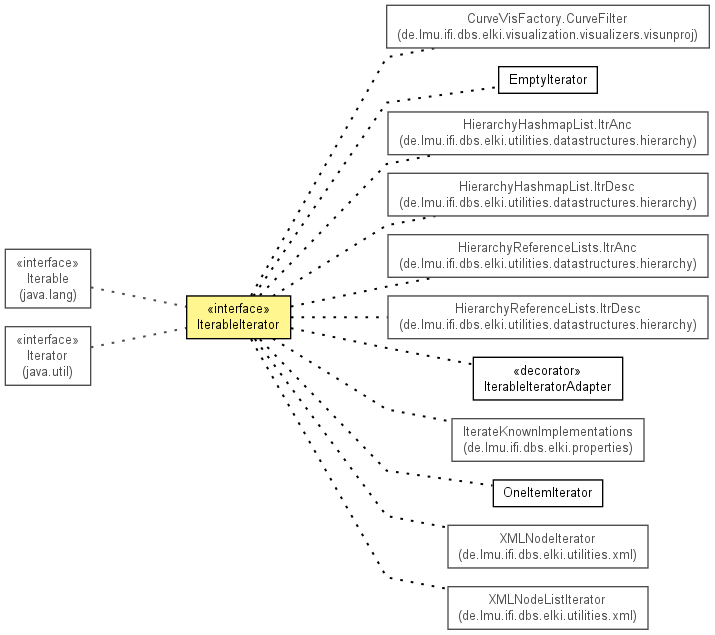 CurveVisFactory.CurveFilter
(de.lmu.ifi.dbs.elki.visualization.visualizers.visunproj)
EmptyIterator
HierarchyHashmapList.ItrAnc
(de.lmu.ifi.dbs.elki.utilities.datastructures.hierarchy)
HierarchyHashmapList.ItrDesc
(de.lmu.ifi.dbs.elki.utilities.datastructures.hierarchy)
HierarchyReferenceLists.ItrAnc
(de.lmu.ifi.dbs.elki.utilities.datastructures.hierarchy)
«interface»
Iterable
(java.lang)
«interface»
IterableIterator
HierarchyReferenceLists.ItrDesc
(de.lmu.ifi.dbs.elki.utilities.datastructures.hierarchy)
«interface»
Iterator
(java.util)
«decorator»
IterableIteratorAdapter
IterateKnownImplementations
(de.lmu.ifi.dbs.elki.properties)
OneItemIterator
XMLNodeIterator
(de.lmu.ifi.dbs.elki.utilities.xml)
XMLNodeListIterator
(de.lmu.ifi.dbs.elki.utilities.xml)